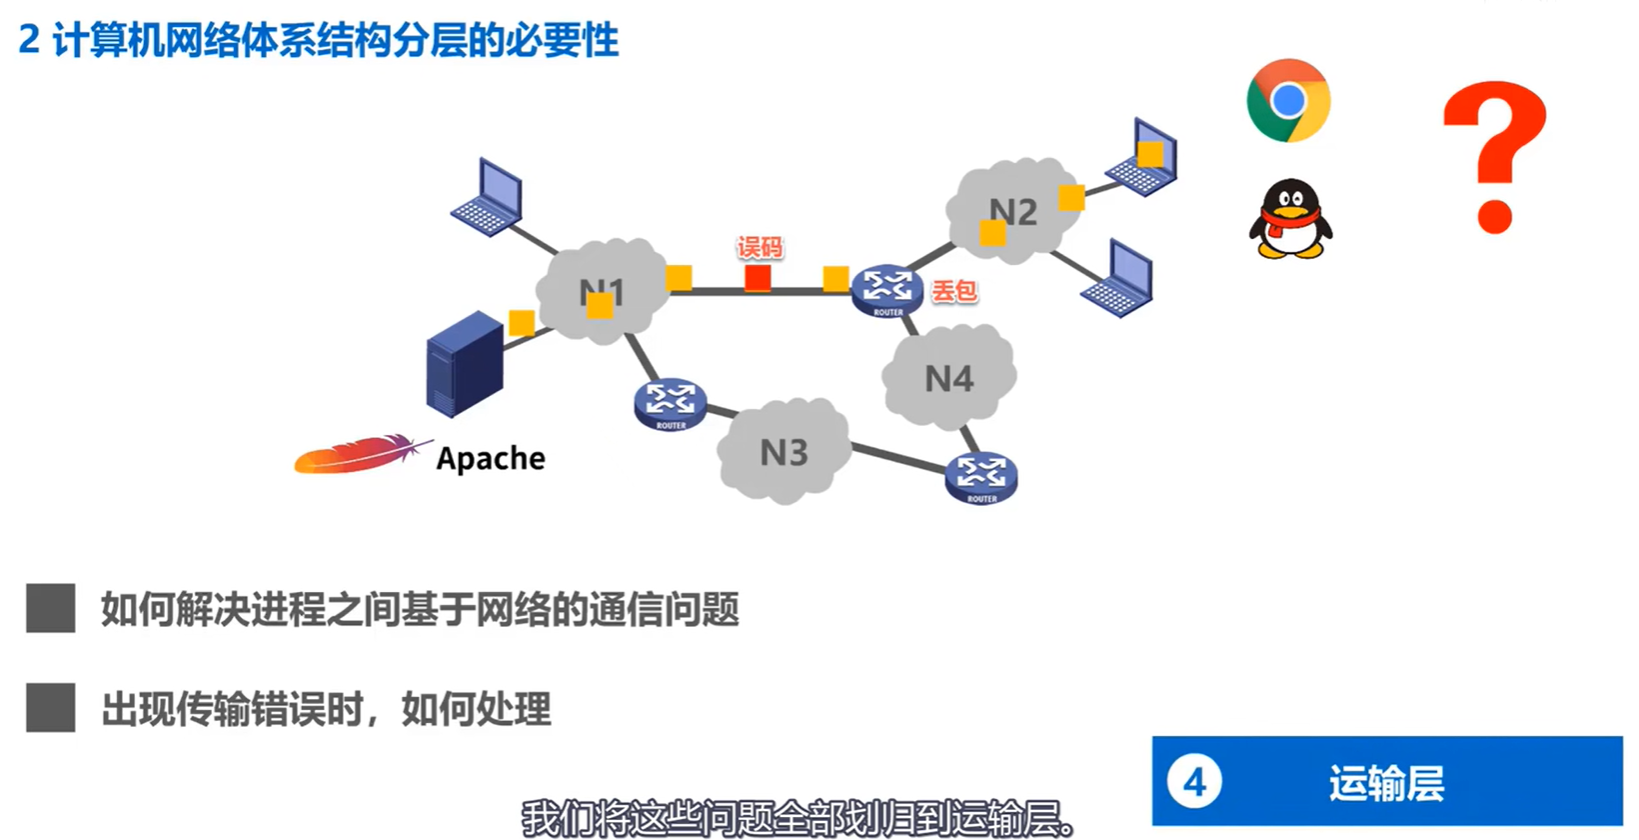 2 计算机网络体系结构分层的必要性
误码
N2
N1
丢包
ROUTER
N4
ROUTER
N3
Apache
ROUTER
如何解决进程之间基于网络的通信问题
出现传输错误时，如何处理
4 运输层
我们将这些问题全部划归到运输层。